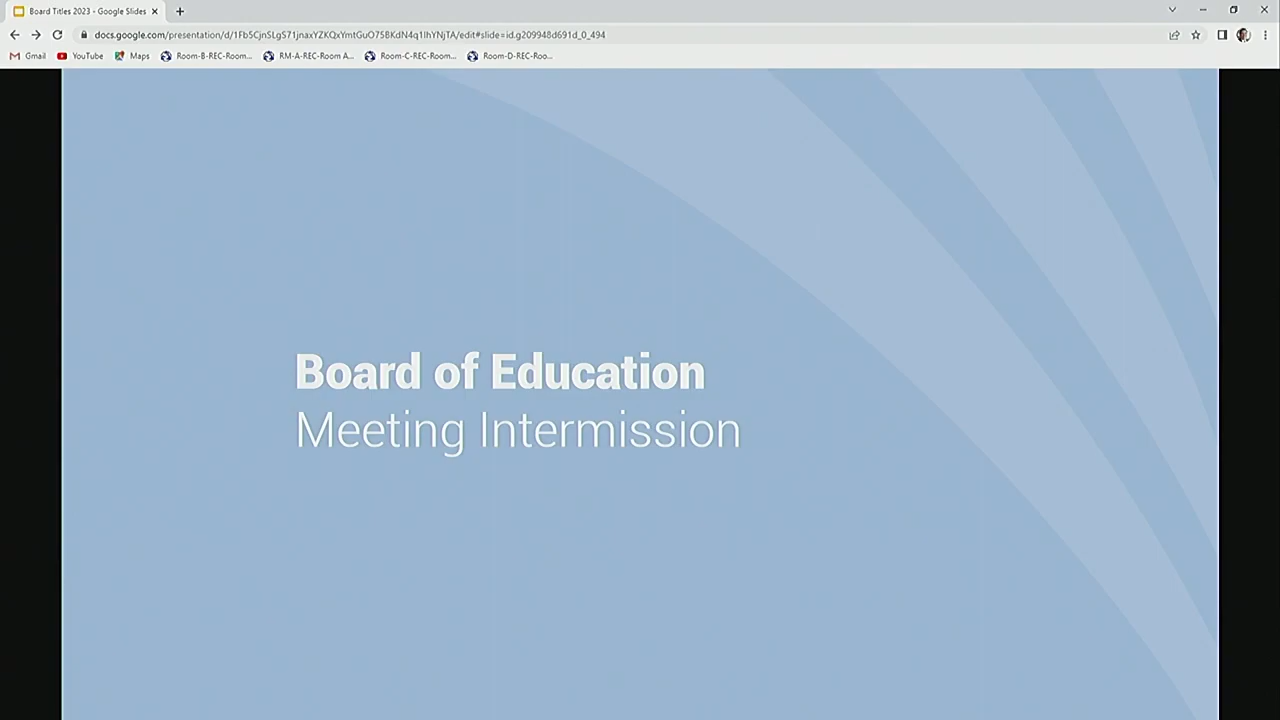 Board Titles 2023 - Google Slides
docs.google.com/presentation/d/1Fb5CjnSLgS71jnaxYZKQxYmtGuO75BKdN4q1IhYNjTA/edit#slide=id.g209948d691d_0_494
Gmail YouTube Maps Room-B-REC-Room... RM-A-REC-Room A... Room-C-REC-Room... Room-D-REC-Roo...
Board of Education
Meeting Intermission